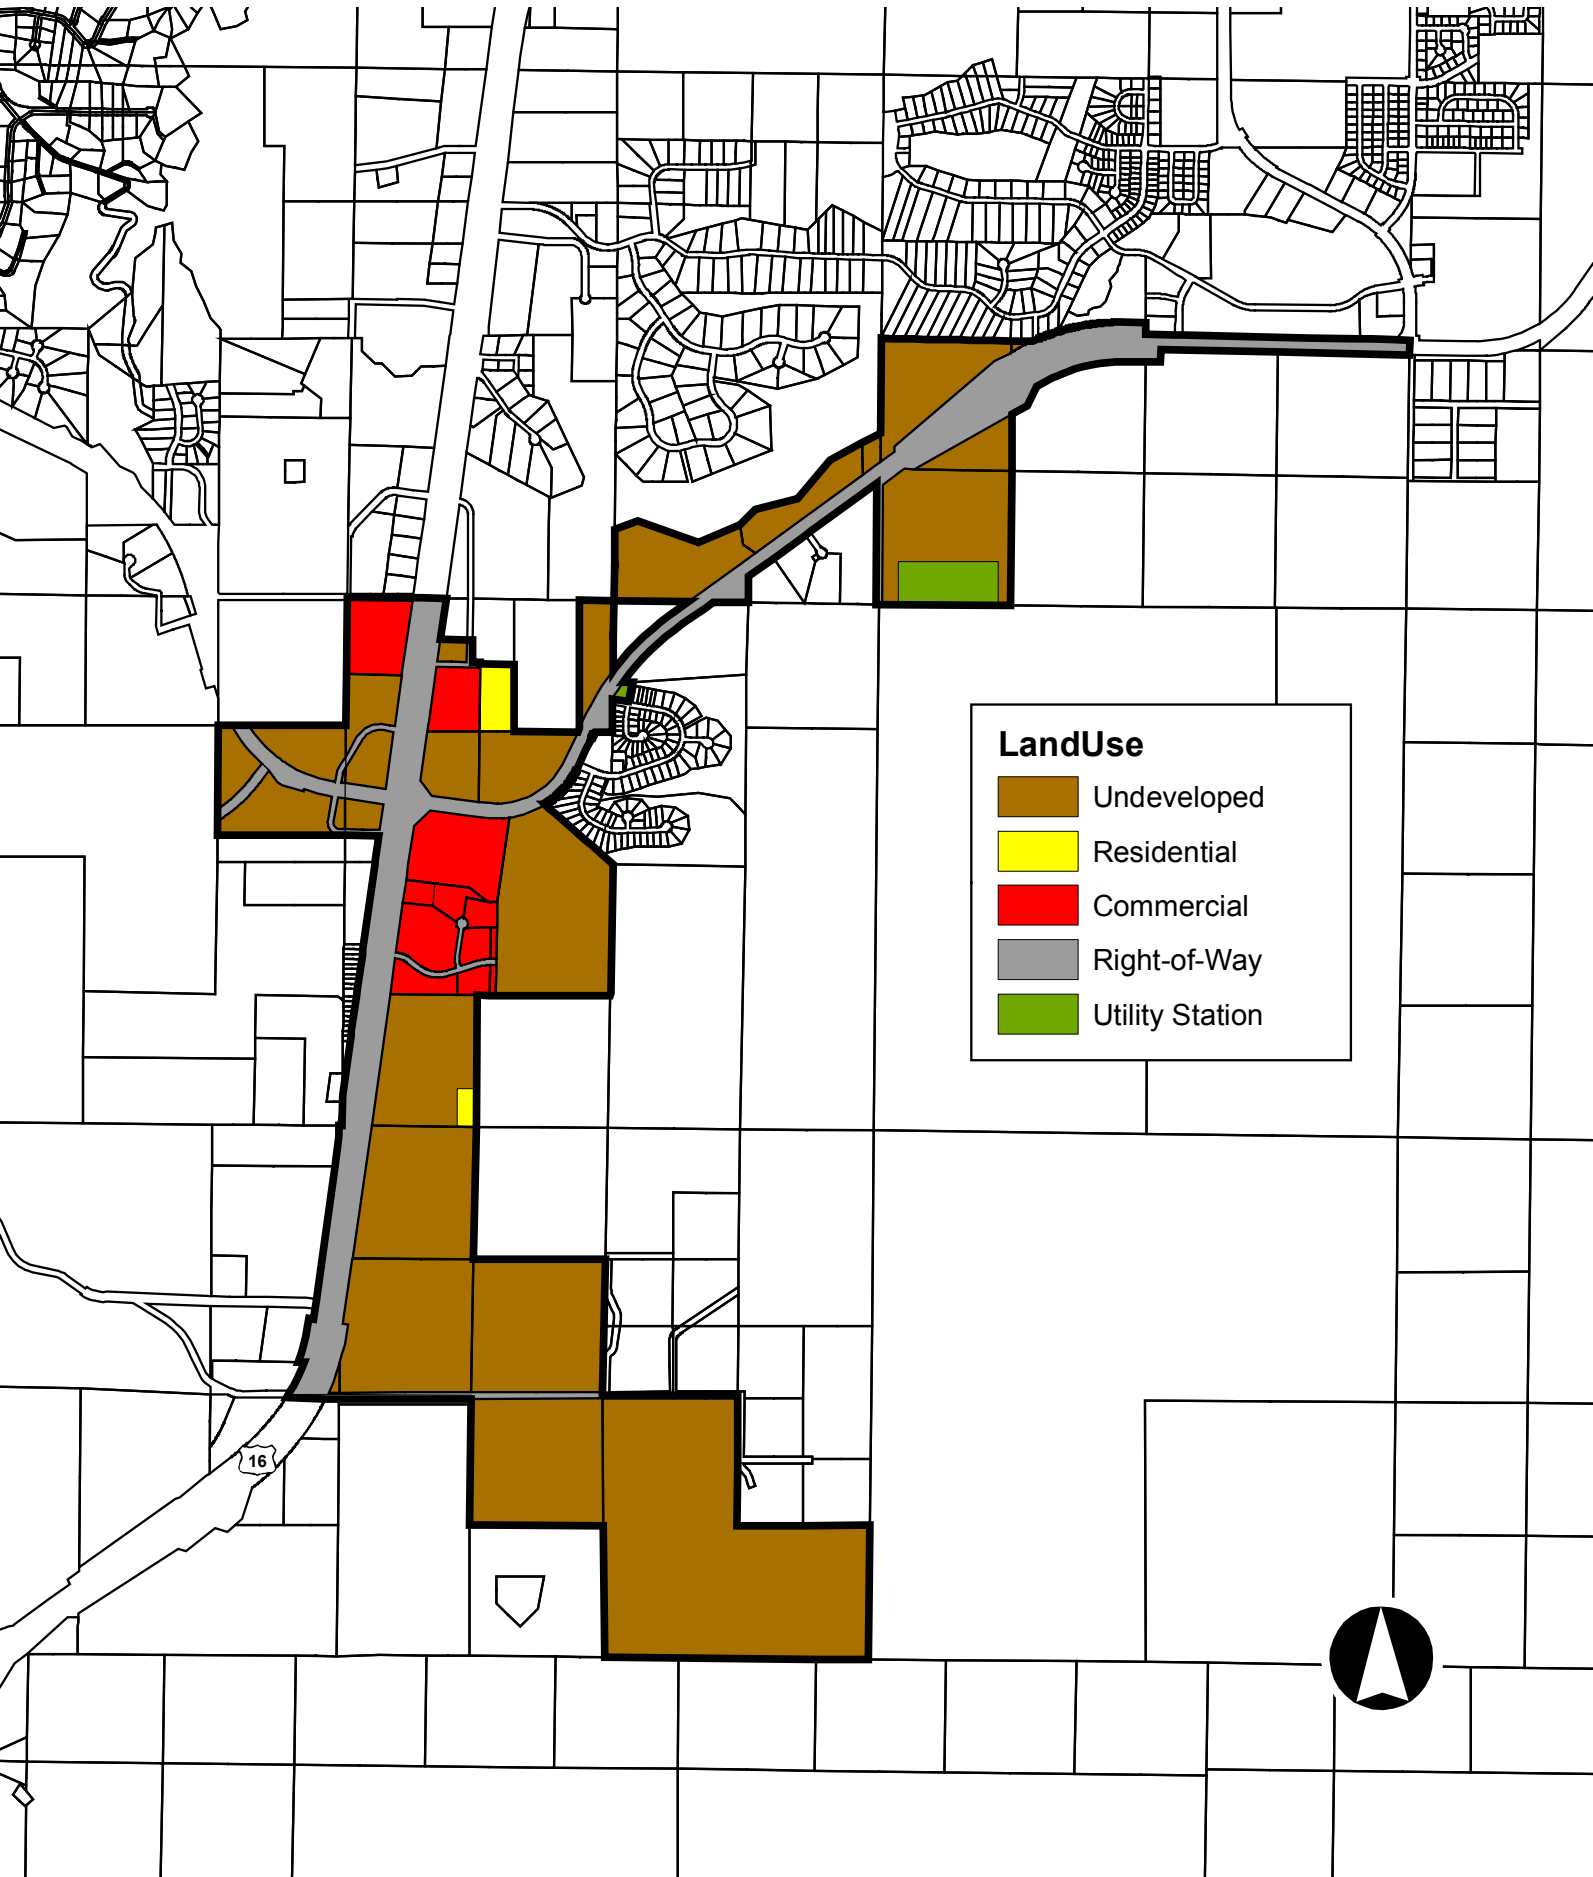 LandUse
Undeveloped
Residential
Commercial
Right-of-Way
Utility Station
16